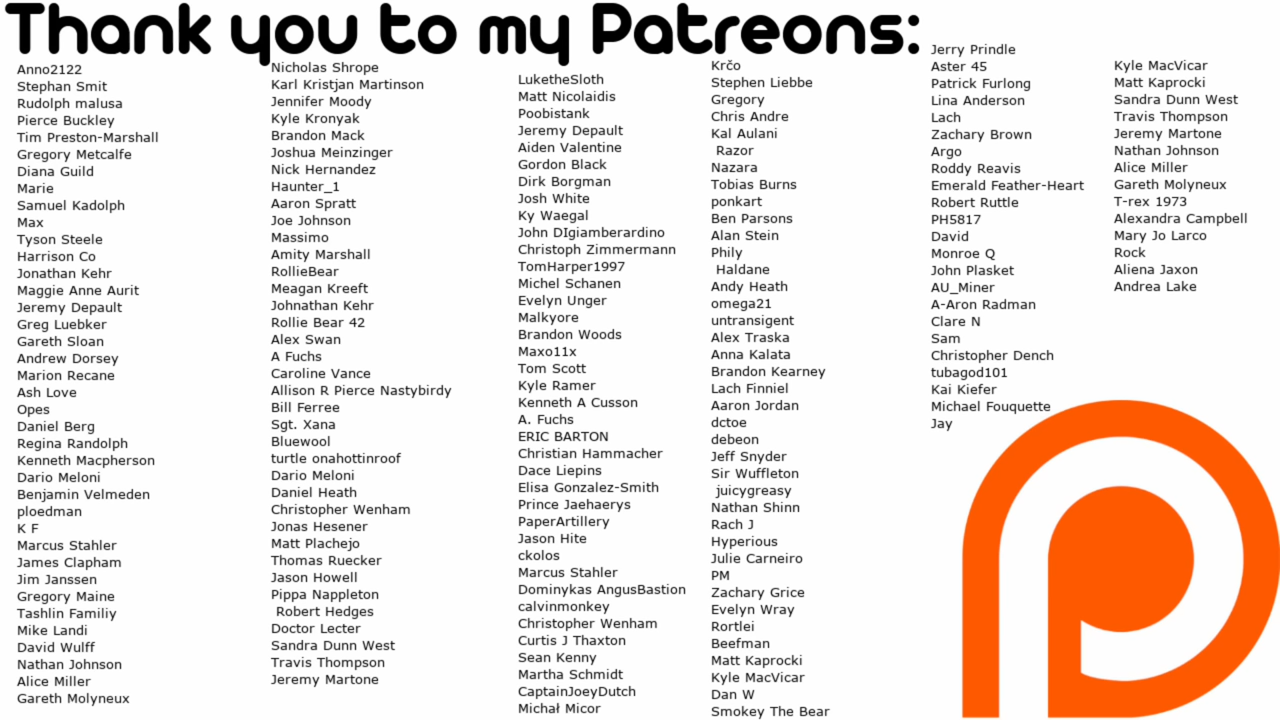 Thank you to my Patreons:
Anno2122
Stephan Smit
Rudolph malusa
Pierce Buckley
Tim Preston-Marshall
Gregory Metcalfe
Diana Guild
Marie
Samuel Kadolph
Max
Tyson Steele
Harrison Co
Jonathan Kehr
Maggie Anne Aurit
Jeremy Depault
Greg Luebker
Gareth Sloan
Andrew Dorsey
Marion Recane
Ash Love
Opes
Daniel Berg
Regina Randolph
Kenneth Macpherson
Dario Meloni
Benjamin Velmeden
ploedman
K F
Marcus Stahler
James Clapham
Jim Janssen
Gregory Maine
Tashlin Familiy
Mike Landi
David Wulff
Nathan Johnson
Alice Miller
Gareth Molyneux
Nicholas Shrope
Karl Kristjan Martinson
Jennifer Moody
Kyle Kronyak
Brandon Mack
Joshua Meinzinger
Nick Hernandez
Haunter_1
Aaron Spratt
Joe Johnson
Massimo
Amity Marshall
RollieBear
Meagan Kreeft
Johnathan Kehr
Rollie Bear 42
Alex Swan
A Fuchs
Caroline Vance
Allison R Pierce Nastybirdy
Bill Ferree
Sgt. Xana
Bluewool
turtle onahottinroof
Dario Meloni
Daniel Heath
Christopher Wenham
Jonas Hesener
Matt Plachejo
Thomas Ruecker
Jason Howell
Pippa Nappleton
Robert Hedges
Doctor Lecter
Sandra Dunn West
Travis Thompson
Jeremy Martone
LuketheSloth
Matt Nicolaidis
Poobistank
Jeremy Depault
Aiden Valentine
Gordon Black
Dirk Borgman
Josh White
Ky Waegal
John DIgiamberardino
Christoph Zimmermann
TomHarper1997
Michel Schanen
Evelyn Unger
Malkyore
Brandon Woods
Maxo11x
Tom Scott
Kyle Ramer
Kenneth A Cusson
A. Fuchs
ERIC BARTON
Christian Hammacher
Dace Liepins
Elisa Gonzalez-Smith
Prince Jaehaerys
PaperArtillery
Jason Hite
ckolos
Marcus Stahler
Dominykas AngusBastion
calvinmonkey
Christopher Wenham
Curtis J Thaxton
Sean Kenny
Martha Schmidt
CaptainJoeyDutch
Michał Micor
Krčo
Stephen Liebbe
Gregory
Chris Andre
Kal Aulani
Razor
Nazara
Tobias Burns
ponkart
Ben Parsons
Alan Stein
Phily
Haldane
Andy Heath
omega21
untransigent
Alex Traska
Anna Kalata
Brandon Kearney
Lach Finniel
Aaron Jordan
dctoe
debeon
Jeff Snyder
Sir Wuffleton
juicygreasy
Nathan Shinn
Rach J
Hyperious
Julie Carneiro
PM
Zachary Grice
Evelyn Wray
Rortlei
Beefman
Matt Kaprocki
Kyle MacVicar
Dan W
Smokey The Bear
Jerry Prindle
Aster 45
Patrick Furlong
Lina Anderson
Lach
Zachary Brown
Argo
Roddy Reavis
Emerald Feather-Heart
Robert Ruttle
PH5817
David
Monroe Q
John Plasket
AU_Miner
A-Aron Radman
Clare N
Sam
Christopher Dench
tubagod101
Kai Kiefer
Michael Fouquette
Jay
Kyle MacVicar
Matt Kaprocki
Sandra Dunn West
Travis Thompson
Jeremy Martone
Nathan Johnson
Alice Miller
Gareth Molyneux
T-rex 1973
Alexandra Campbell
Mary Jo Larco
Rock
Aliena Jaxon
Andrea Lake